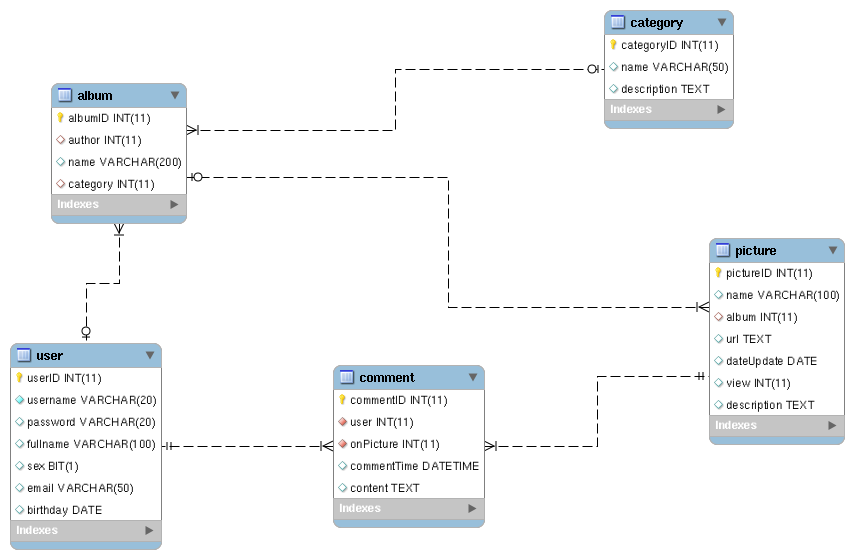 category
categoryID INT(11)
name VARCHAR(50)
description TEXT
Indexes
album
albumID INT(11)
author INT(11)
name VARCHAR(200)
category INT(11)
Indexes
picture
pictureID INT(11)
name VARCHAR(100)
album INT(11)
url TEXT
dateUpdate DATE
view INT(11)
description TEXT
Indexes
user
userID INT(11)
username VARCHAR(20)
password VARCHAR(20)
fullname VARCHAR(100)
sex BIT(1)
email VARCHAR(50)
birthday DATE
Indexes
comment
commentID INT(11)
user INT(11)
onPicture INT(11)
commentTime DATETIME
content TEXT
Indexes